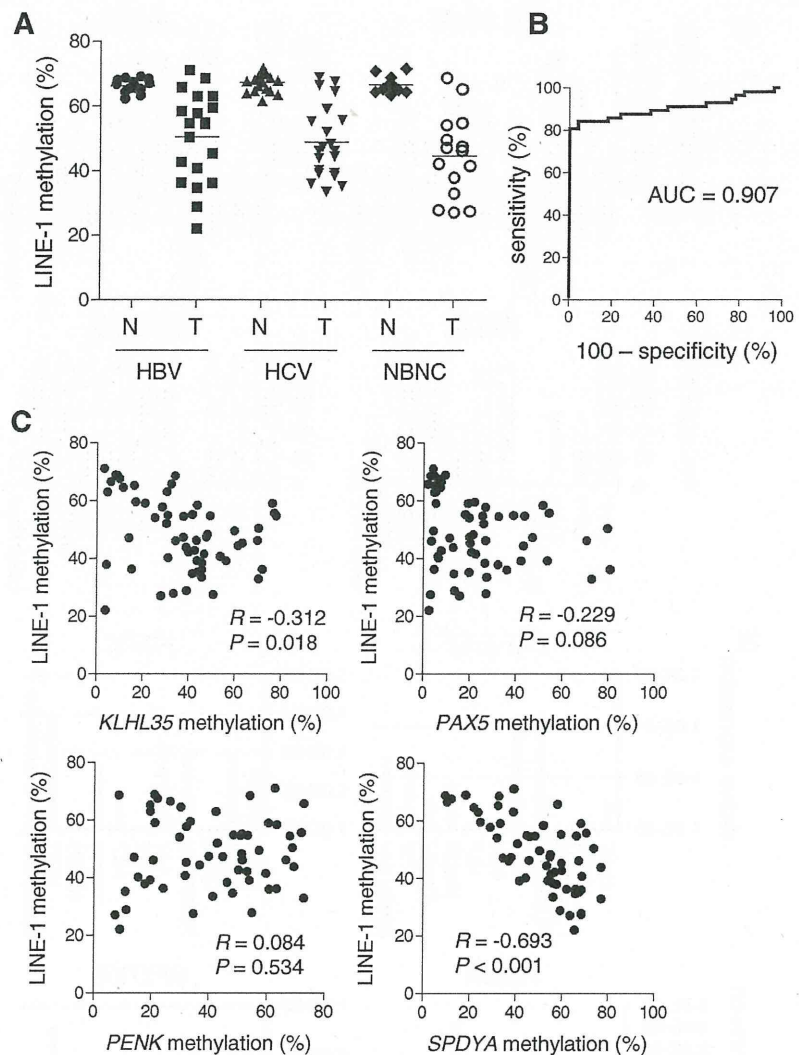 A
80
60
40
20
0
LINE-1 methylation (%)
N T N T N T
HBV HCV NBNC
B
100
80
60
40
20
0
sensitivity (%)
AUC = 0.907
0 20 40 60 80 100
100 – specificity (%)
C
80
60
40
20
0
LINE-1 methylation (%)
R = -0.312
P = 0.018
0 20 40 60 80 100
KLHL35 methylation (%)
80
60
40
20
0
LINE-1 methylation (%)
R = -0.229
P = 0.086
0 20 40 60 80 100
PAX5 methylation (%)
80
60
40
20
0
LINE-1 methylation (%)
R = 0.084
P = 0.534
0 20 40 60 80
PENK methylation (%)
80
60
40
20
0
LINE-1 methylation (%)
R = -0.693
P < 0.001
0 20 40 60 80 100
SPDYA methylation (%)